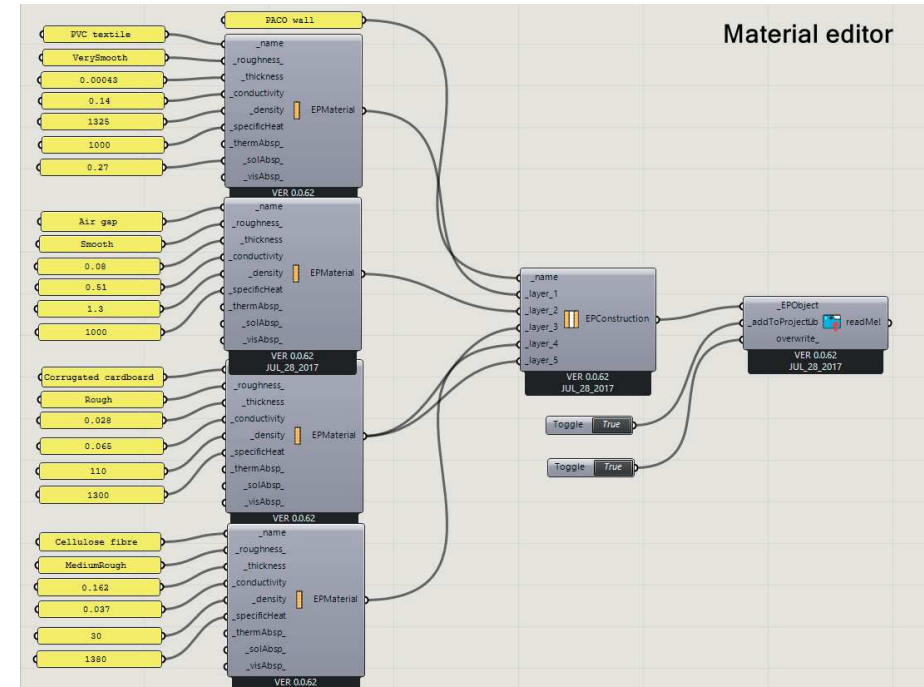 Material editor
PACO wall
PVC textile
VerySmooth
0.00043
0.14
1325
1000
0.27
_name
_roughness_
_thickness
_conductivity
_density
_specificHeat
_thermAbsp_
_solAbsp_
_visAbsp_
EPMaterial
VER 0.0.62
Air gap
Smooth
0.08
0.51
1.3
1000
_name
_roughness_
_thickness
_conductivity
_density
_specificHeat
_thermAbsp_
_solAbsp_
_visAbsp_
EPMaterial
VER 0.0.62
JUL_28_2017
Corrugated cardboard
Rough
0.028
0.065
110
1300
_roughness_
_thickness
_conductivity
_density
_specificHeat
_thermAbsp_
_solAbsp_
_visAbsp_
EPMaterial
VER 0.0.62
Cellulose fibre
MediumRough
0.162
0.037
30
1380
_name
_roughness_
_thickness
_conductivity
_density
_specificHeat
_thermAbsp_
_solAbsp_
_visAbsp_
EPMaterial
VER 0.0.62
_name
_layer_1
_layer_2
_layer_3
_layer_4
_layer_5
EPConstruction
VER 0.0.62
JUL_28_2017
Toggle True
Toggle True
_EPObject
_addToProjectLib
overwrite_
readMe!
VER 0.0.62
JUL_28_2017